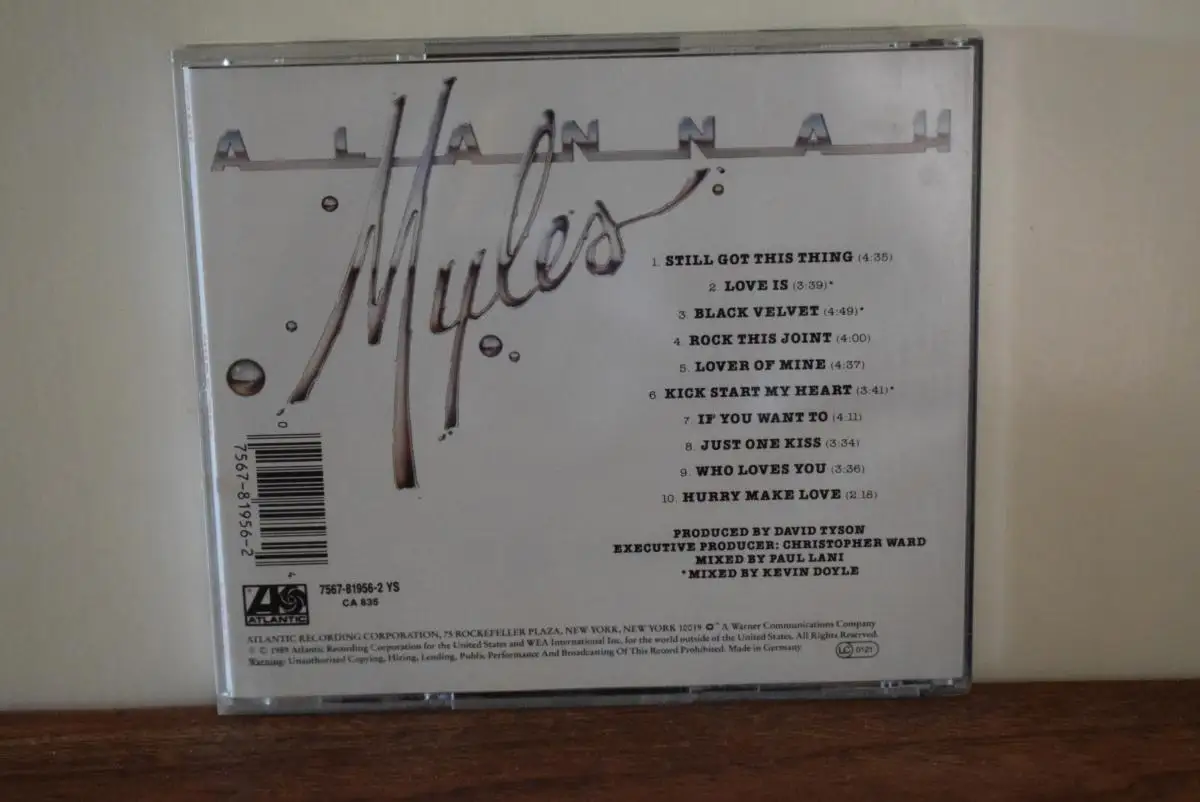 ALANNAH
Myles
1. STILL GOT THIS THING (4:35)
2. LOVE IS (3:39)*
3. BLACK VELVET (4:49)*
4. ROCK THIS JOINT (4:00)
5. LOVER OF MINE (4:37)
6 KICK START MY HEART (3:41)*
7 IF YOU WANT TO (4:11)
8. JUST ONE KISS (3:34)
9. WHO LOVES YOU (3:36)
10. HURRY MAKE LOVE (2:18)
PRODUCED BY DAVID TYSON
EXECUTIVE PRODUCER: CHRISTOPHER WARD
MIXED BY PAUL LANI
*MIXED BY KEVIN DOYLE
0
7567-81956-2
4
ATLANTIC
7567-81956-2 YS
CA 835
ATLANTIC RECORDING CORPORATION, 75 ROCKEFELLER PLAZA, NEW YORK, NEW YORK 10019 A Warner Communications Company
℗ © 1989 Atlantic Recording Corporation for the United States and WEA International Inc. for the world outside of the United States. All Rights Reserved.
Warning: Unauthorised Copying, Hiring, Lending, Public Performance And Broadcasting Of This Record Prohibited. Made in Germany
LC 0121